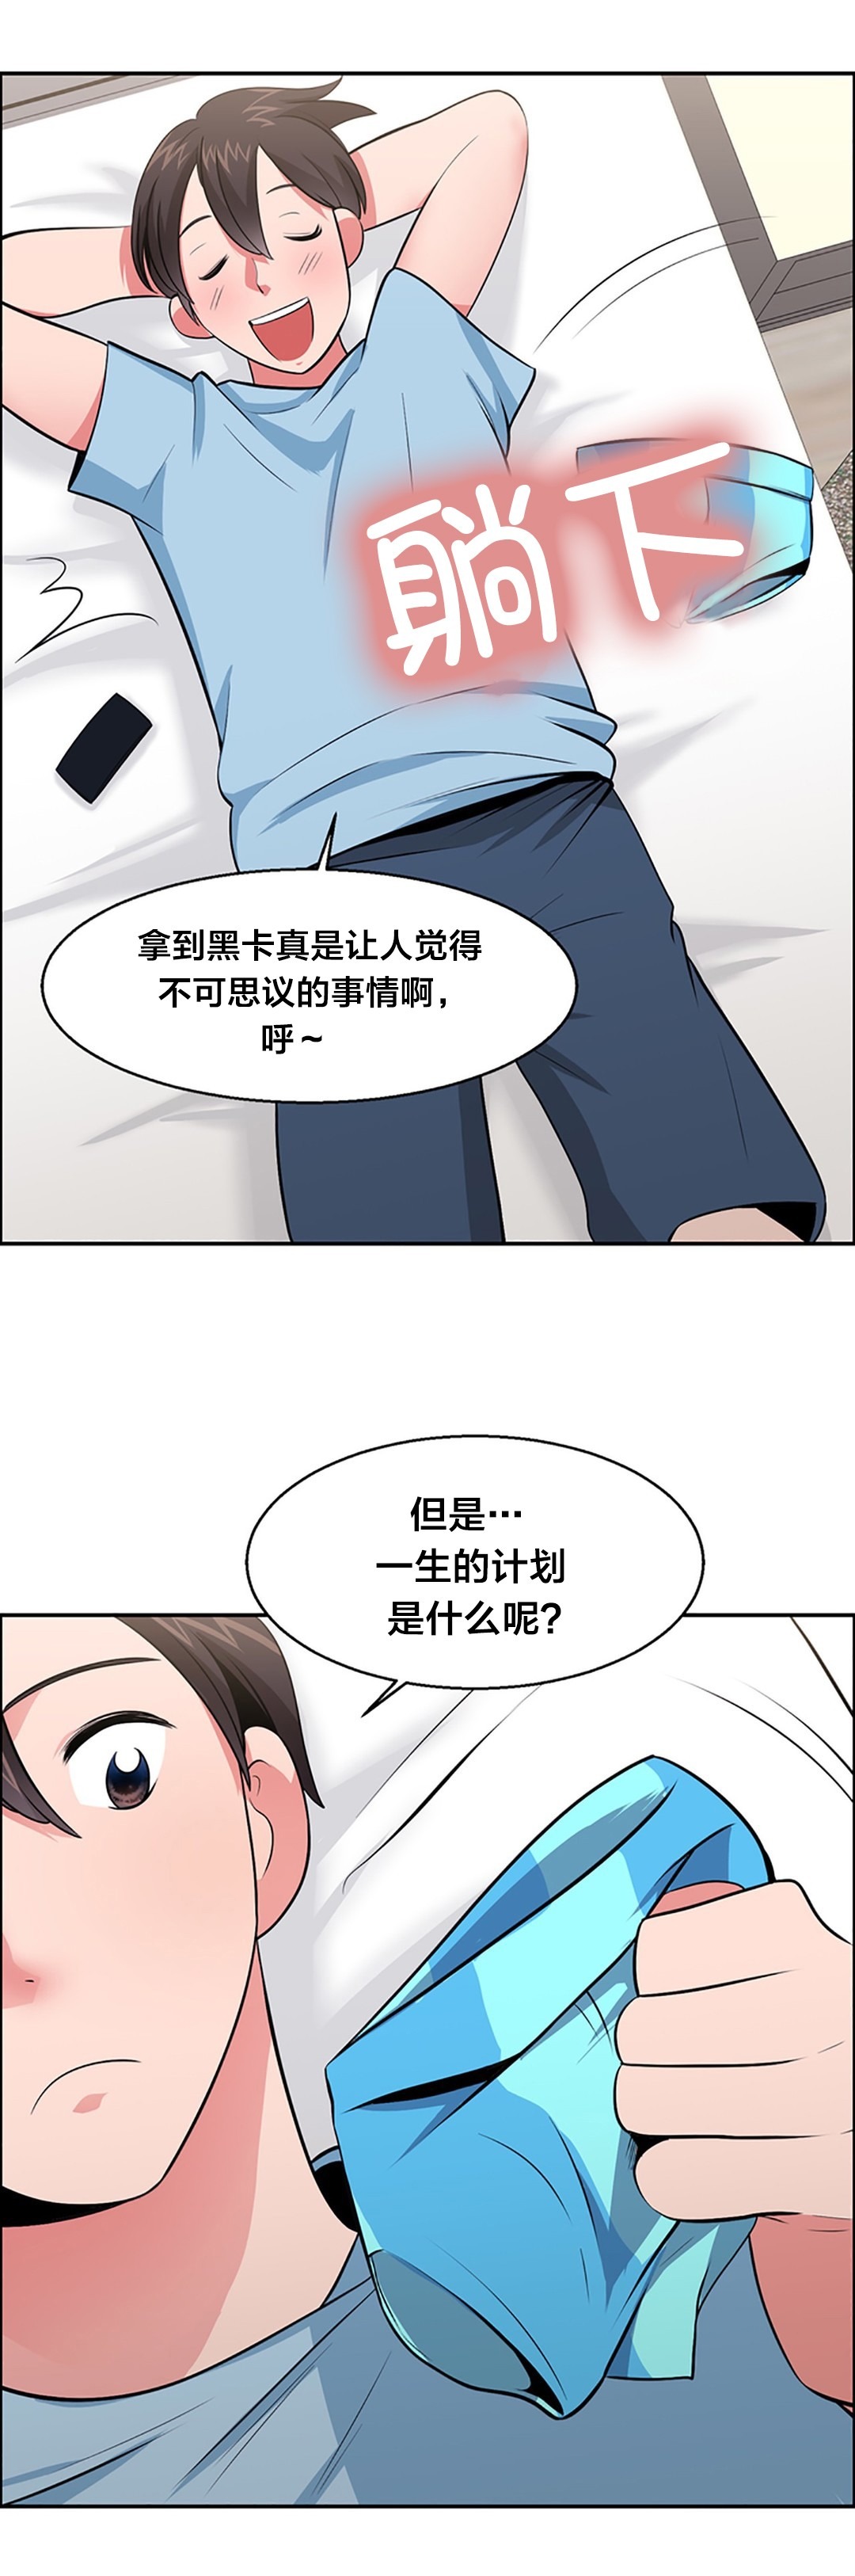 躺下
拿到黑卡真是让人觉得
不可思议的事情啊，
呼～
但是…
一生的计划
是什么呢？